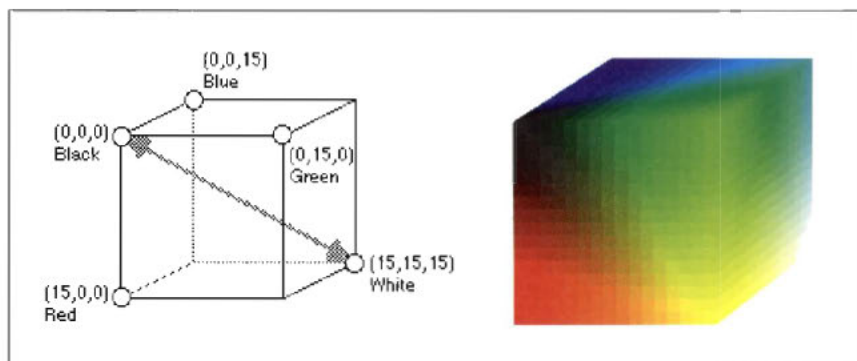 (0,0,15)
Blue
(0,0,0)
Black
(0,15,0)
Green
(15,15,15)
White
(15,0,0)
Red